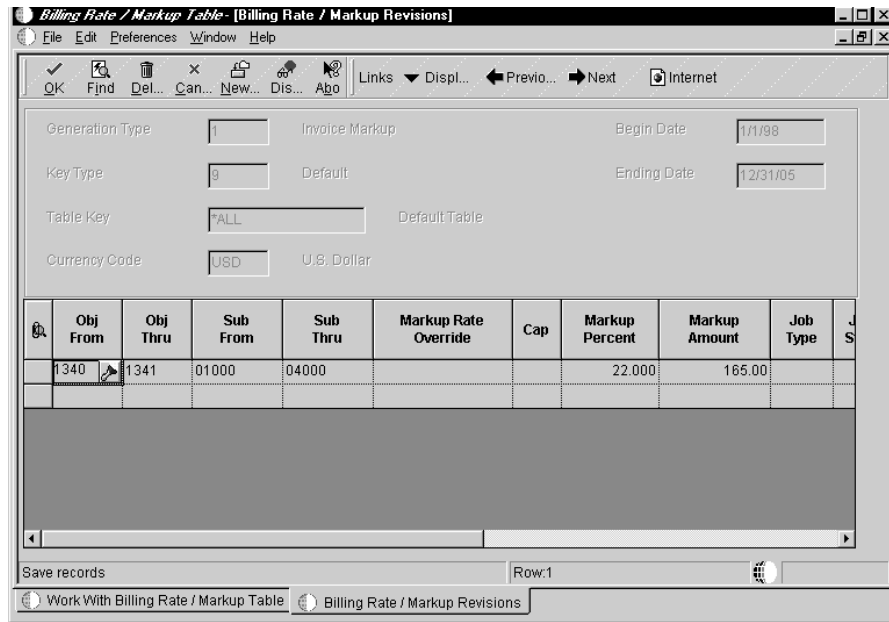 Billing Rate / Markup Table - [Billing Rate / Markup Revisions]
File Edit Preferences Window Help
OK Find Del... Can... New... Dis... Abo Links Displ... Previo... Next Internet
Generation Type 1 Invoice Markup Begin Date 1/1/98
Key Type 9 Default Ending Date 12/31/05
Table Key *ALL Default Table
Currency Code USD U.S. Dollar
Obj From Obj Thru Sub From Sub Thru Markup Rate Override Cap Markup Percent Markup Amount Job Type J S
1340 1341 01000 04000 22.000 165.00
Save records Row:1
Work With Billing Rate / Markup Table Billing Rate / Markup Revisions